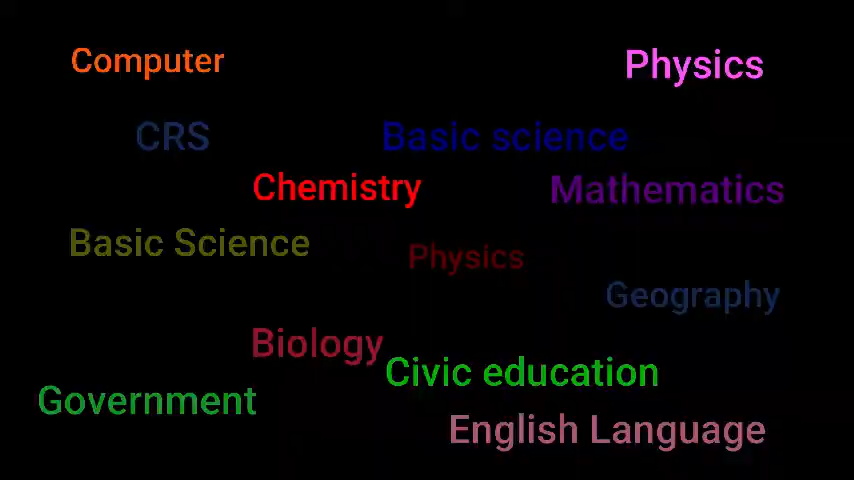 Computer
Physics
CRS
Basic science
Chemistry
Mathematics
Basic Science
Physics
Geography
Biology
Civic education
Government
English Language